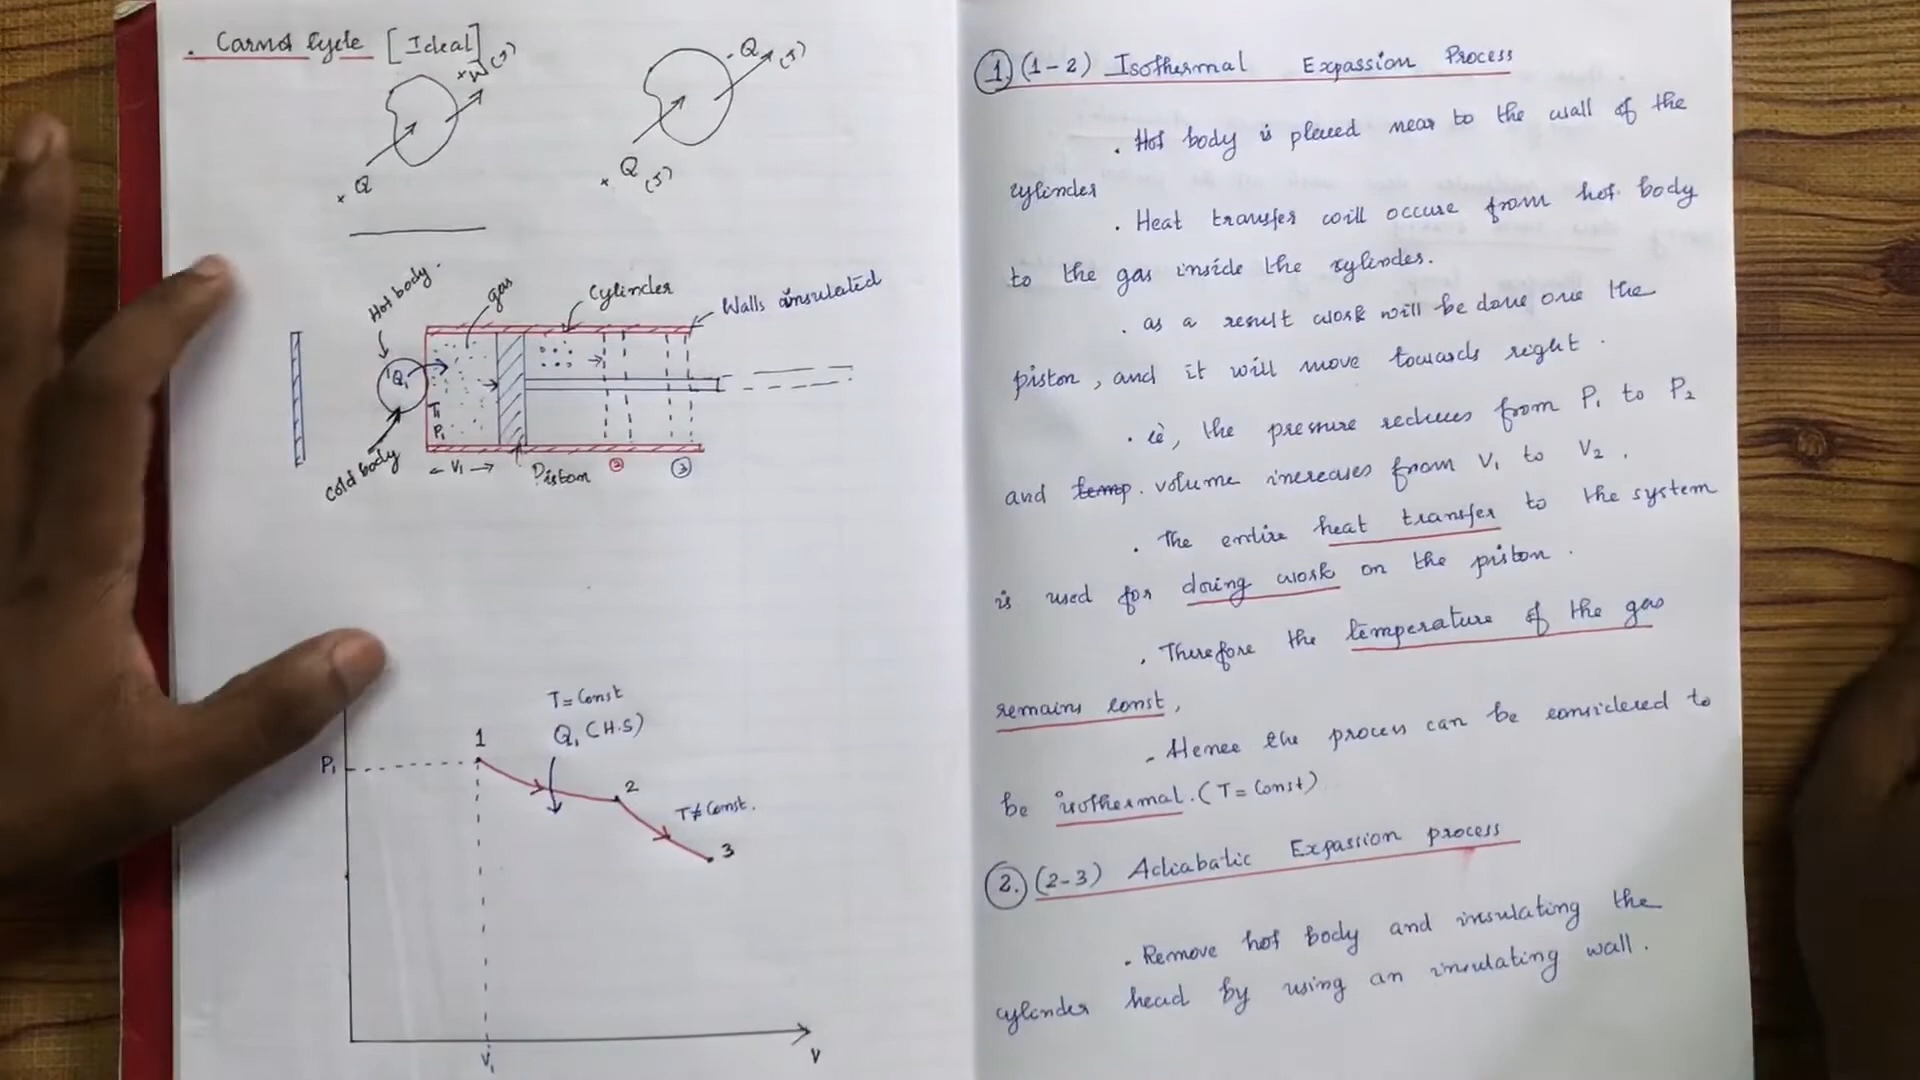 . Carnot Cycle [Ideal]
+W (J)
+ Q
- Q (J)
+ Q (J)
Hot body.
gas
Cylinder
Walls insulated
Q₁
T₁
P₁
Cold body
← V₁ →
Piston
②
③
T = Const
Q₁ (H.S)
1
P₁
2
T ≠ Const.
3
V₁
V
1. (1-2) Isothermal Expassion Process
. Hot body is placed near to the wall of the
cylinder
. Heat transfer will occure from hot body
to the gas inside the cylinder.
. as a result work will be done one the
piston, and it will move towards right.
. ie, the pressure reduces from P₁ to P₂
and temp. volume increases from V₁ to V₂.
. The entire heat transfer to the system
is used for doing work on the piston.
. Therefore the temperature of the gas
remains const,
- Hence the process can be considered to
be isothermal. (T = Const)
2. (2-3) Adiabatic Expassion process
. Remove hot body and insulating the
cylinder head by using an insulating wall.